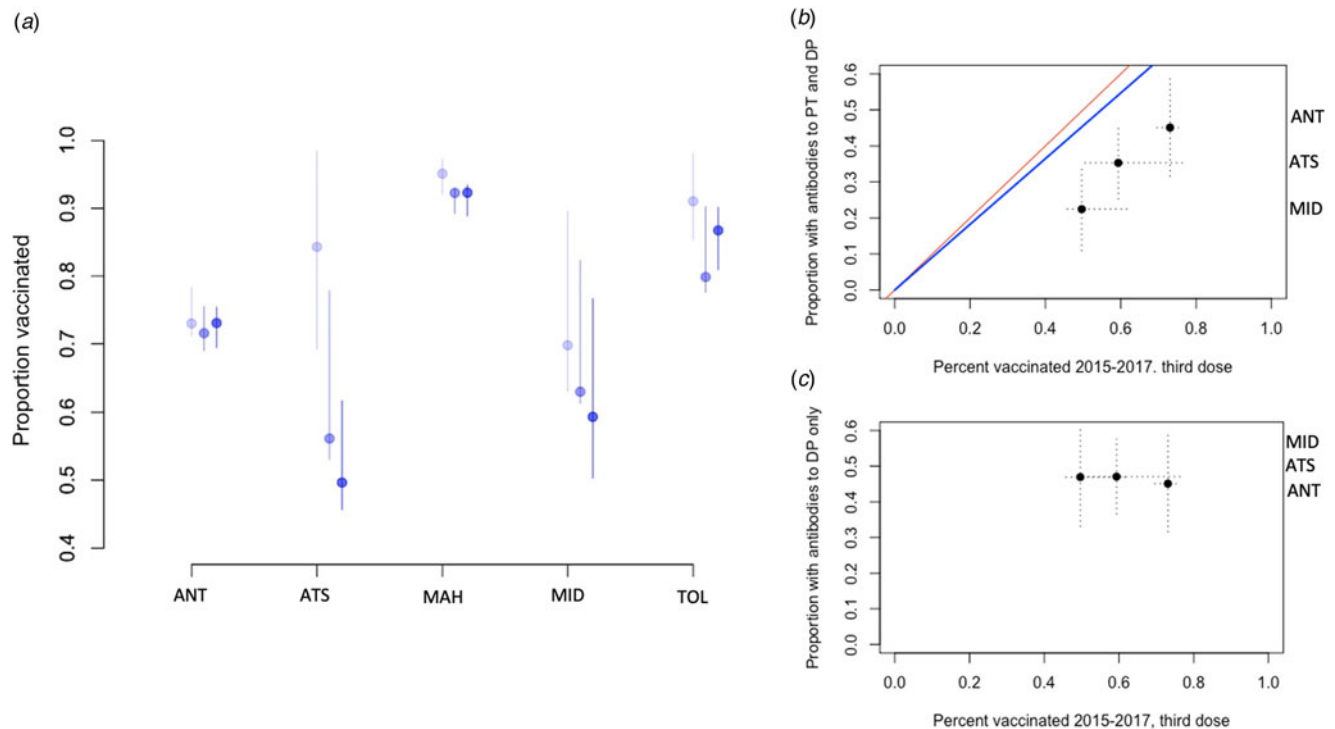 (a)
Proportion vaccinated
1.0
0.9
0.8
0.7
0.6
0.5
0.4
ANT ATS MAH MID TOL
(b)
Proportion with antibodies to PT and DP
0.6
0.5
0.4
0.3
0.2
0.1
0.0
ANT
ATS
MID
0.0 0.2 0.4 0.6 0.8 1.0
Percent vaccinated 2015-2017. third dose
(c)
Proportion with antibodies to DP only
0.6
0.5
0.4
0.3
0.2
0.1
0.0
MID
ATS
ANT
0.0 0.2 0.4 0.6 0.8 1.0
Percent vaccinated 2015-2017, third dose